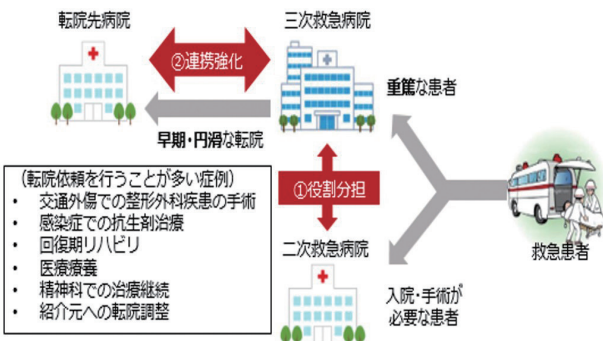 転院先病院
三次救急病院
②連携強化
重篤な患者
早期・円滑な転院
(転院依頼を行うことが多い症例)
・ 交通外傷での整形外科疾患の手術
・ 感染症での抗生剤治療
・ 回復期リハビリ
・ 医療療養
・ 精神科での治療継続
・ 紹介元への転院調整
①役割分担
救急患者
二次救急病院
入院・手術が
必要な患者